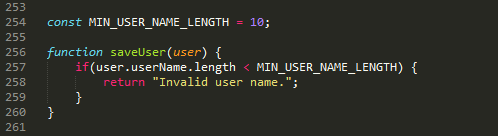 253
254 const MIN_USER_NAME_LENGTH = 10;
255
256 function saveUser(user) {
257     if(user.userName.length < MIN_USER_NAME_LENGTH) {
258         return "Invalid user name.";
259     }
260 }
261